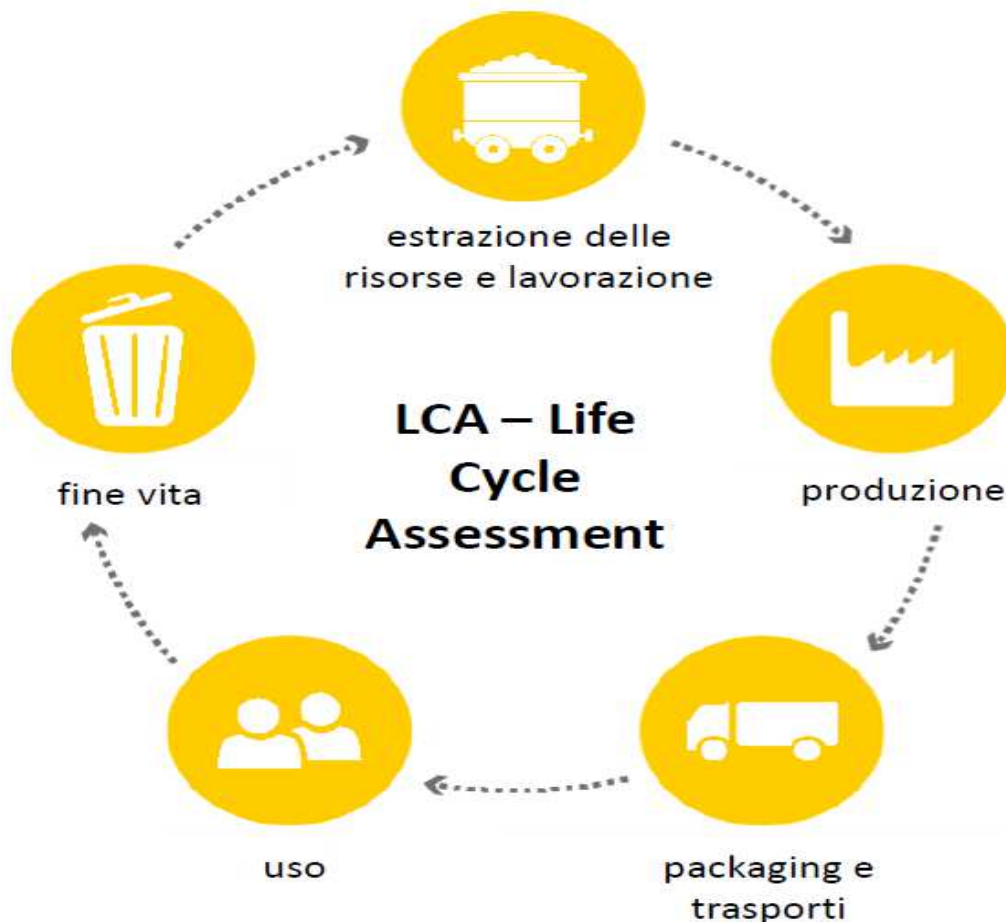 estrazione delle
risorse e lavorazione
produzione
packaging e
trasporti
uso
fine vita
LCA – Life
Cycle
Assessment